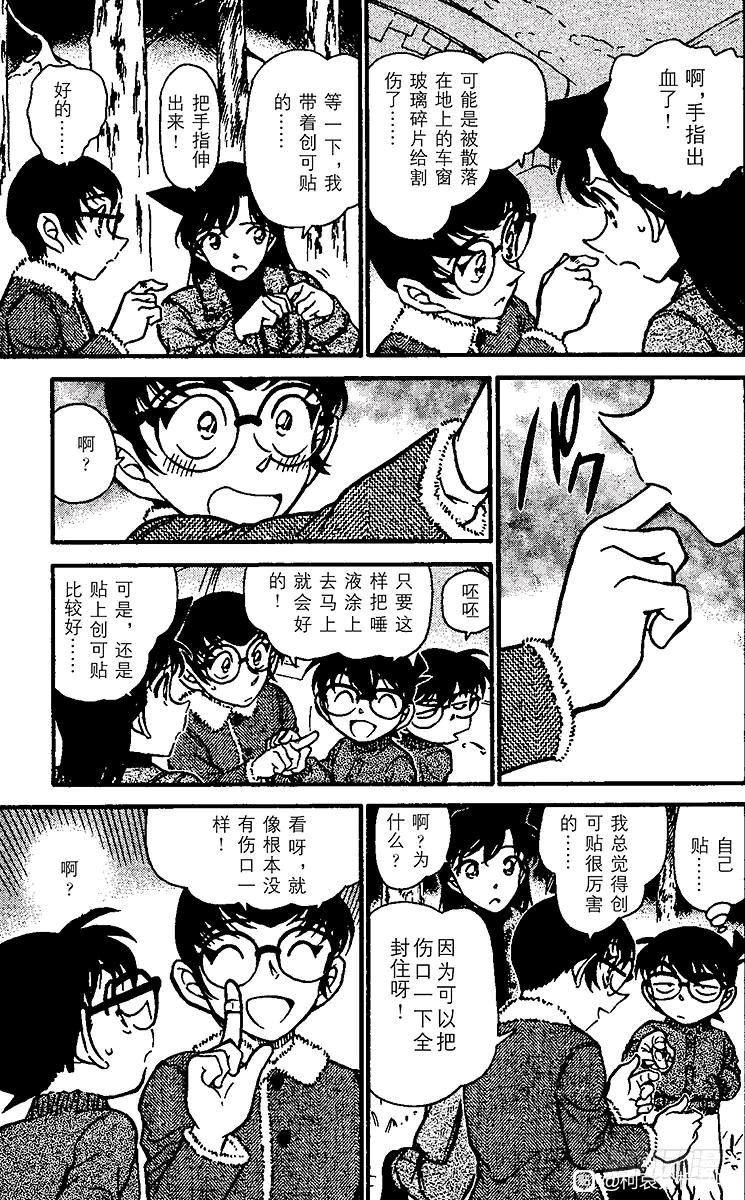 啊，手指出
血了！
可能是被散落
在地上的车窗
玻璃碎片给割
伤了……
等一下，我
带着创可贴
的……
把手指伸
出来！
好的……
パク
啊？
呸呸
只要这
样把唾
液涂上
去马上
就会好
的！
可是，还是
贴上创可贴
比较好……
自己
贴……
我总觉得创
可贴很厉害
的……
啊？为
什么？
因为可以把
伤口一下全
封住呀！
看呀，就
像根本没
有伤口一
样！
啊？